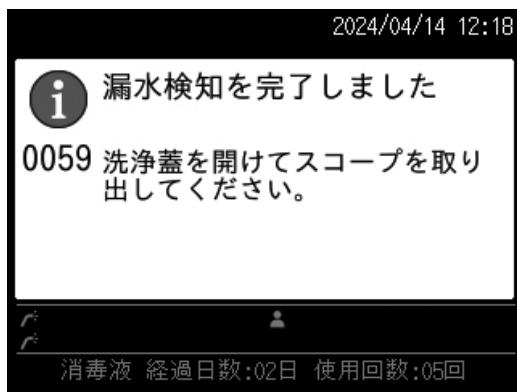 2024/04/14 12:18
漏水検知を完了しました
0059 洗浄蓋を開けてスコープを取り
出してください。
消毒液 経過日数:02日 使用回数:05回